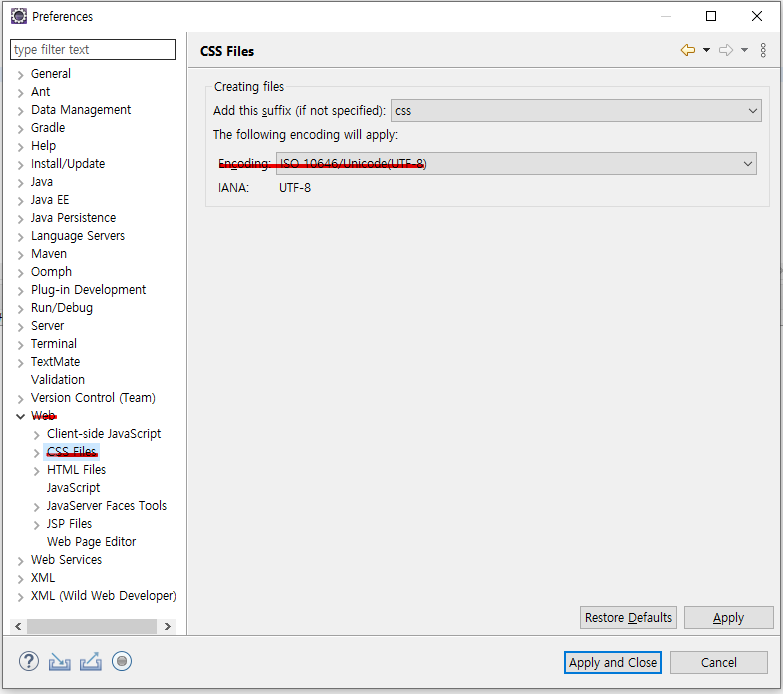 Preferences
type filter text
General
Ant
Data Management
Gradle
Help
Install/Update
Java
Java EE
Java Persistence
Language Servers
Maven
Oomph
Plug-in Development
Run/Debug
Server
Terminal
TextMate
Validation
Version Control (Team)
Web
Client-side JavaScript
CSS Files
HTML Files
JavaScript
JavaServer Faces Tools
JSP Files
Web Page Editor
Web Services
XML
XML (Wild Web Developer)
CSS Files
Creating files
Add this suffix (if not specified): css
The following encoding will apply:
Encoding: ISO 10646/Unicode(UTF-8)
IANA: UTF-8
Restore Defaults Apply
Apply and Close Cancel